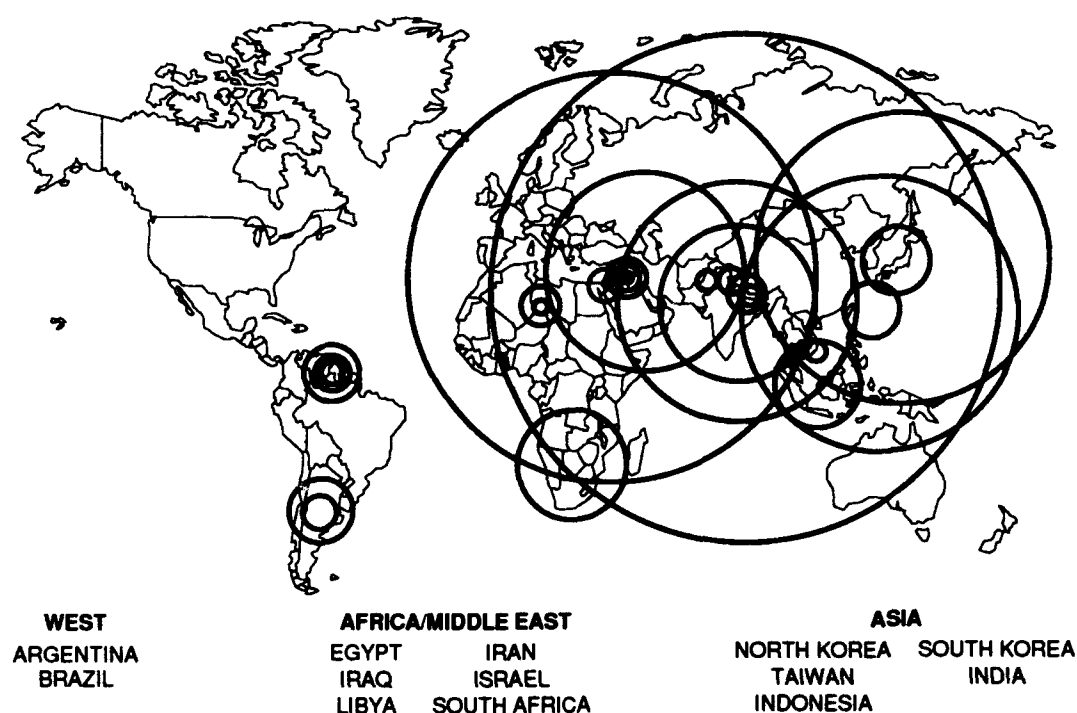 WEST
ARGENTINA
BRAZIL
AFRICA/MIDDLE EAST
EGYPT IRAN
IRAQ ISRAEL
LIBYA SOUTH AFRICA
ASIA
NORTH KOREA SOUTH KOREA
TAIWAN INDIA
INDONESIA